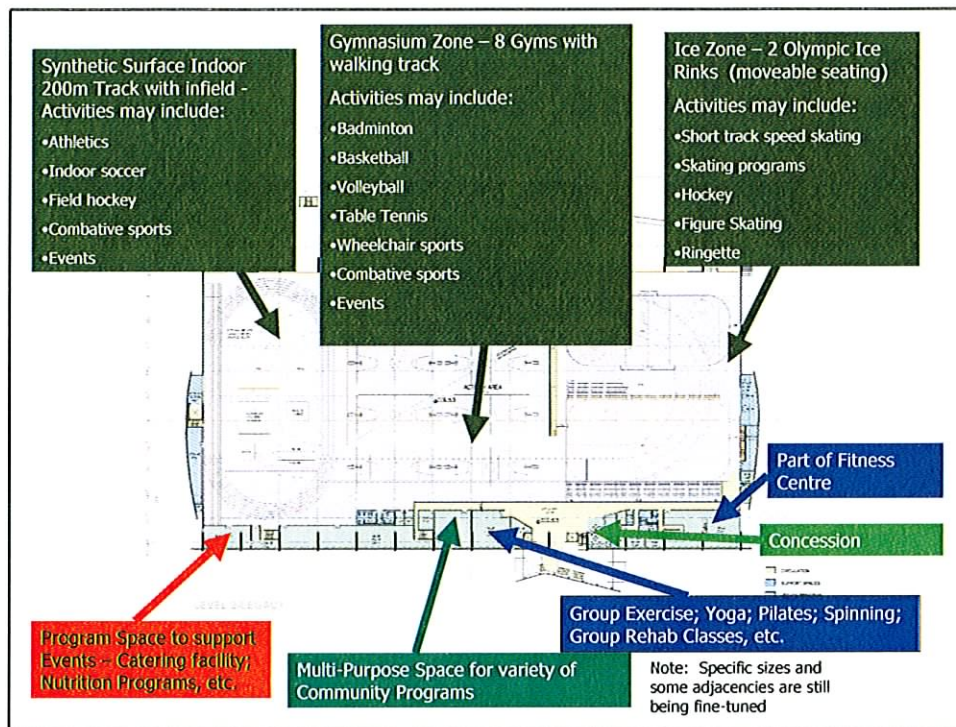 Synthetic Surface Indoor
200m Track with infield -
Activities may include:
•Athletics
•Indoor soccer
•Field hockey
•Combative sports
•Events
Gymnasium Zone – 8 Gyms with
walking track
Activities may include:
•Badminton
•Basketball
•Volleyball
•Table Tennis
•Wheelchair sports
•Combative sports
•Events
Ice Zone – 2 Olympic Ice
Rinks (moveable seating)
Activities may include:
•Short track speed skating
•Skating programs
•Hockey
•Figure Skating
•Ringette
Part of Fitness
Centre
Concession
CIRCULATION
SUPPORT SPACES
Group Exercise; Yoga; Pilates; Spinning;
Group Rehab Classes, etc.
Program Space to support
Events – Catering facility;
Nutrition Programs, etc.
Multi-Purpose Space for variety of
Community Programs
Note: Specific sizes and
some adjacencies are still
being fine-tuned